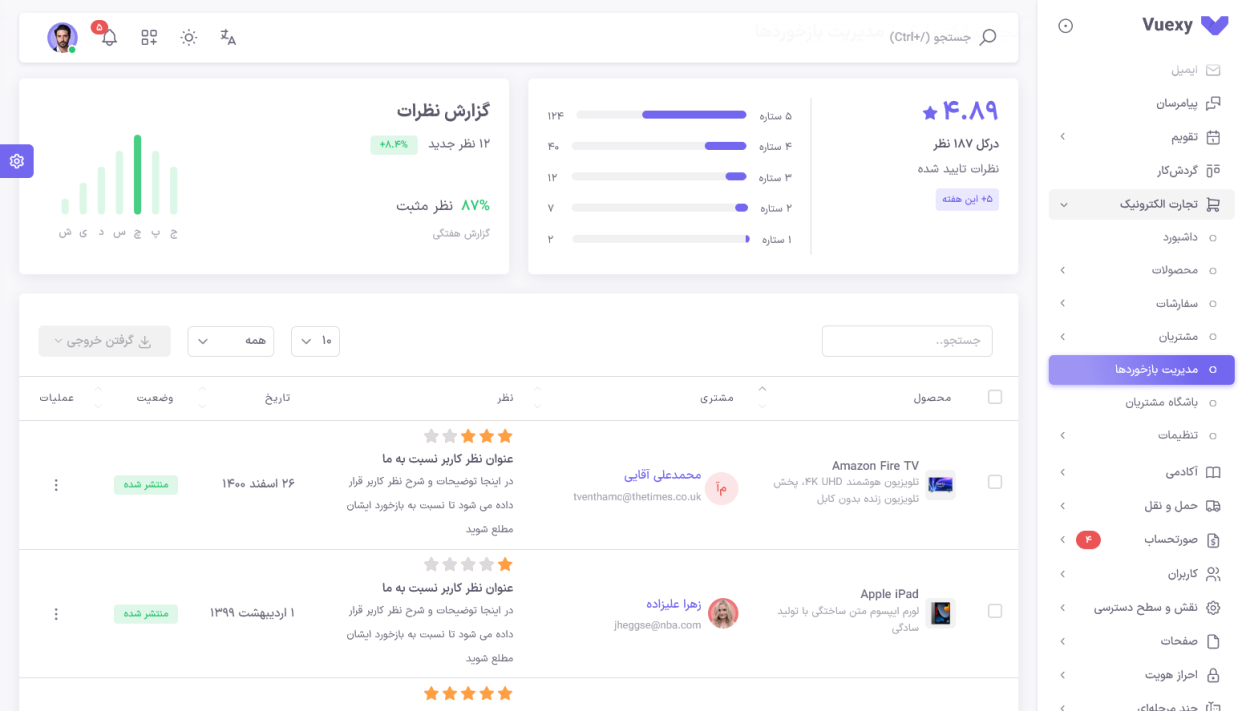 Vuexy
ایمیل
پیامرسان
تقویم
گردش‌کار
تجارت الکترونیک
داشبورد
محصولات
سفارشات
مشتریان
مدیریت بازخوردها
باشگاه مشتریان
تنظیمات
آکادمی
حمل و نقل
صورتحساب
۴
کاربران
نقش و سطح دسترسی
صفحات
احراز هویت
چند مرحله‌ای
جستجو (/+Ctrl)
۵
۴.۸۹
درکل ۱۸۷ نظر
نظرات تایید شده
+۵ این هفته
۵ ستاره ۱۲۴
۴ ستاره ۴۰
۳ ستاره ۱۲
۲ ستاره ۷
۱ ستاره ۲
گزارش نظرات
۱۲ نظر جدید +۸.۴%
۸۷% نظر مثبت
گزارش هفتگی
ج پ چ س د ی ش
جستجو..
۱۰
همه
گرفتن خروجی
محصول مشتری نظر تاریخ وضعیت عملیات
Amazon Fire TV
تلویزیون هوشمند 4K UHD، پخش
تلویزیون زنده بدون کابل
م‌آ
محمدعلی آقایی
tventhamc@thetimes.co.uk
عنوان نظر کاربر نسبت به ما
در اینجا توضیحات و شرح نظر کاربر قرار
داده می شود تا نسبت به بازخورد ایشان
مطلع شوید
۲۶ اسفند ۱۴۰۰
منتشر شده
Apple iPad
لورم ایپسوم متن ساختگی با تولید
سادگی
زهرا علیزاده
jheggse@nba.com
عنوان نظر کاربر نسبت به ما
در اینجا توضیحات و شرح نظر کاربر قرار
داده می شود تا نسبت به بازخورد ایشان
مطلع شوید
۱ اردیبهشت ۱۳۹۹
منتشر شده